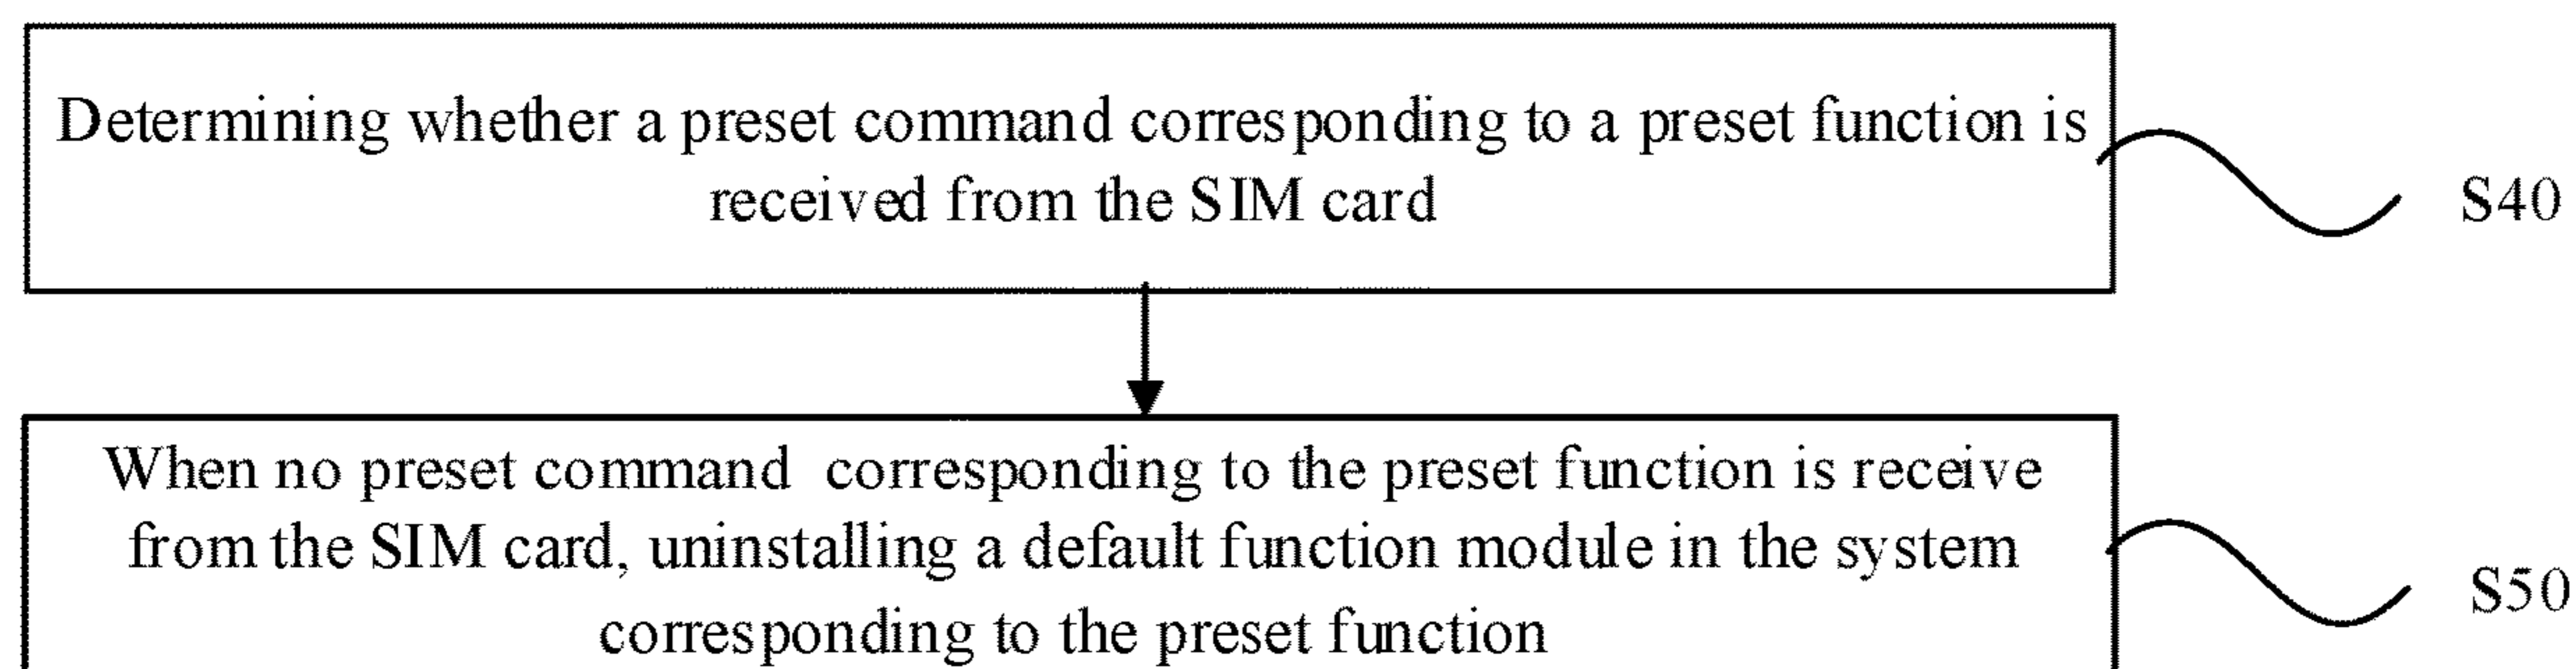 Determining whether a preset command corresponding to a preset function is
received from the SIM card
S40
When no preset command corresponding to the preset function is receive
from the SIM card, uninstalling a default function module in the system
corresponding to the preset function
S50